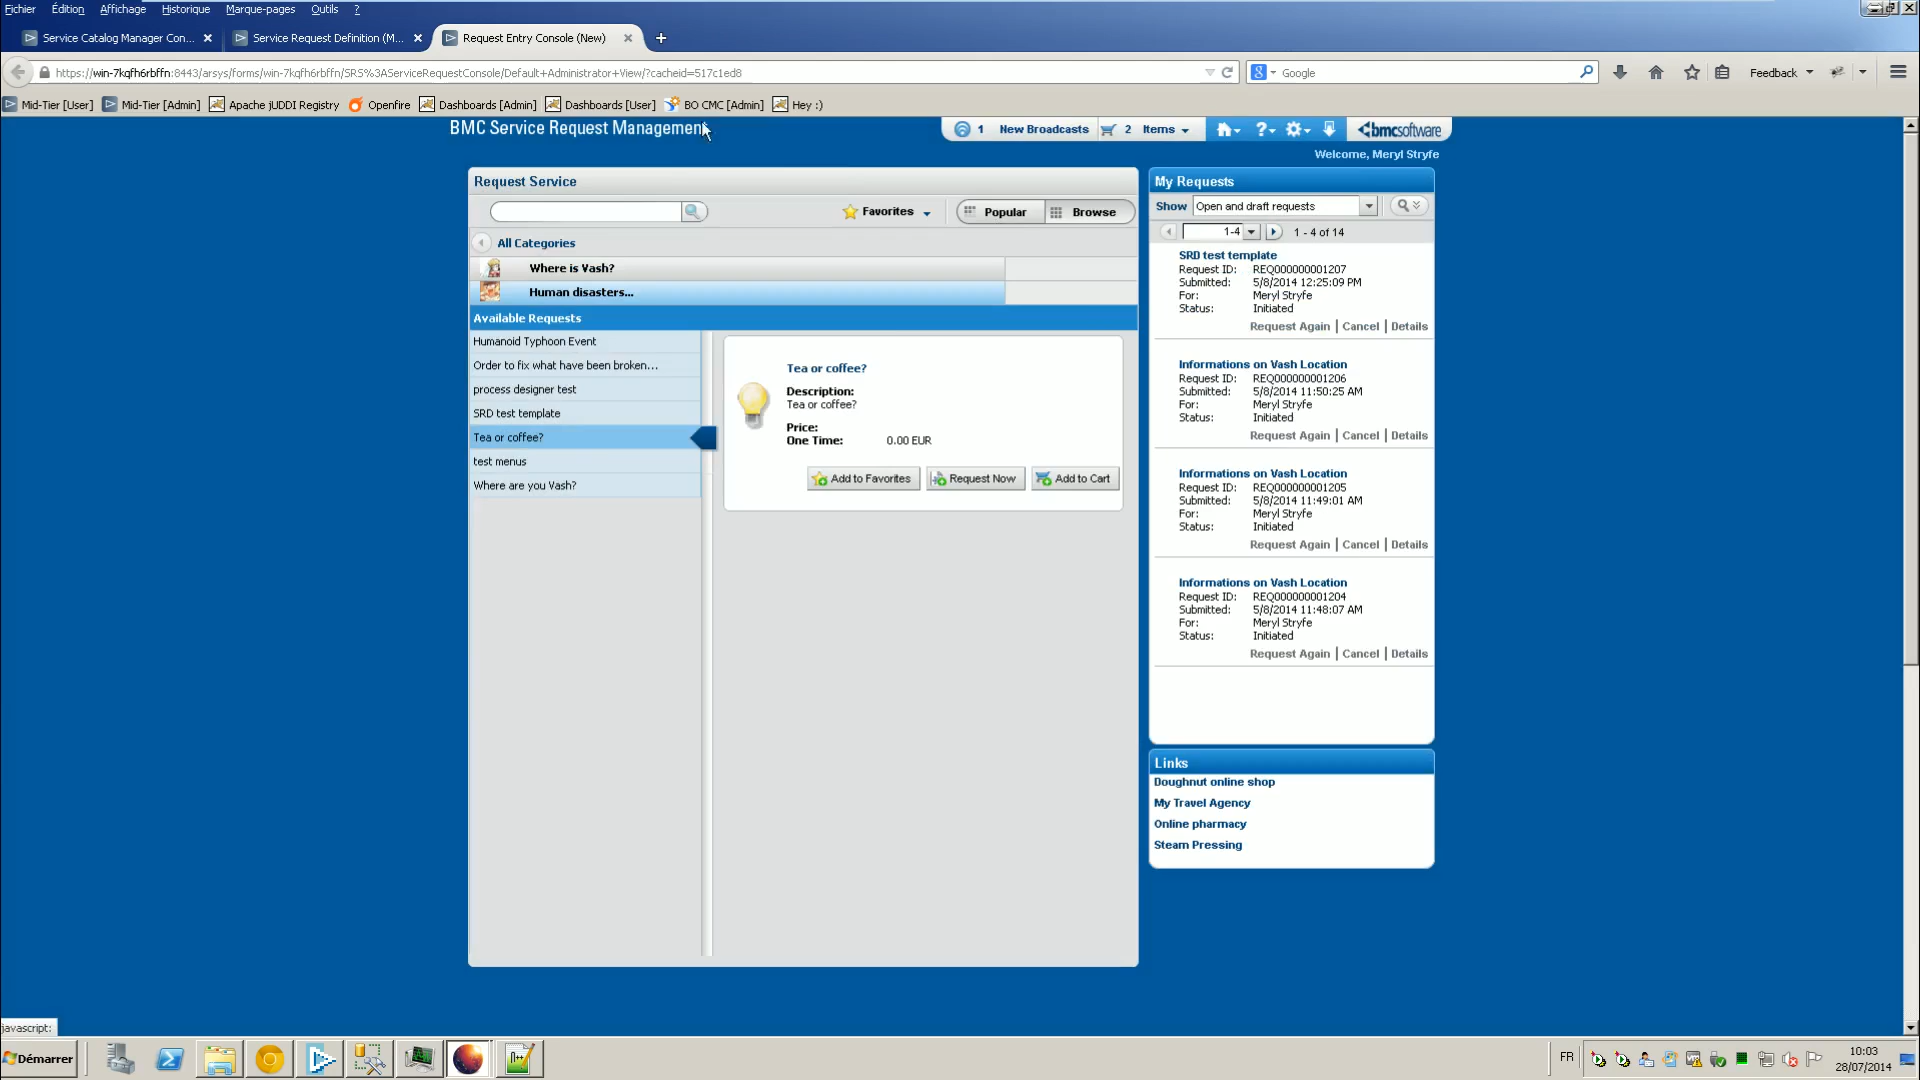 Fichier Édition Affichage Historique Marque-pages Outils ?
Service Catalog Manager Con... Service Request Definition (M... Request Entry Console (New)
https://win-7kqfh6rbffn:8443/arsys/forms/win-7kqfh6rbffn/SRS%3AServiceRequestConsole/Default+Administrator+View/?cacheid=517c1ed8 Google Feedback
Mid-Tier [User] Mid-Tier [Admin] Apache jUDDI Registry Openfire Dashboards [Admin] Dashboards [User] BO CMC [Admin] Hey :)
BMC Service Request Management
1 New Broadcasts 2 Items bmcsoftware
Welcome, Meryl Stryfe
Request Service
Favorites Popular Browse
All Categories
Where is Vash?
Human disasters...
Available Requests
Humanoid Typhoon Event
Order to fix what have been broken...
process designer test
SRD test template
Tea or coffee?
test menus
Where are you Vash?
Tea or coffee?
Description:
Tea or coffee?
Price:
One Time: 0.00 EUR
Add to Favorites Request Now Add to Cart
My Requests
Show Open and draft requests
1-4 1 - 4 of 14
SRD test template
Request ID: REQ000000001207
Submitted: 5/8/2014 12:25:09 PM
For: Meryl Stryfe
Status: Initiated
Request Again | Cancel | Details
Informations on Vash Location
Request ID: REQ000000001206
Submitted: 5/8/2014 11:50:25 AM
For: Meryl Stryfe
Status: Initiated
Request Again | Cancel | Details
Informations on Vash Location
Request ID: REQ000000001205
Submitted: 5/8/2014 11:49:01 AM
For: Meryl Stryfe
Status: Initiated
Request Again | Cancel | Details
Informations on Vash Location
Request ID: REQ000000001204
Submitted: 5/8/2014 11:48:07 AM
For: Meryl Stryfe
Status: Initiated
Request Again | Cancel | Details
Links
Doughnut online shop
My Travel Agency
Online pharmacy
Steam Pressing
javascript:
Démarrer FR 10:03
28/07/2014